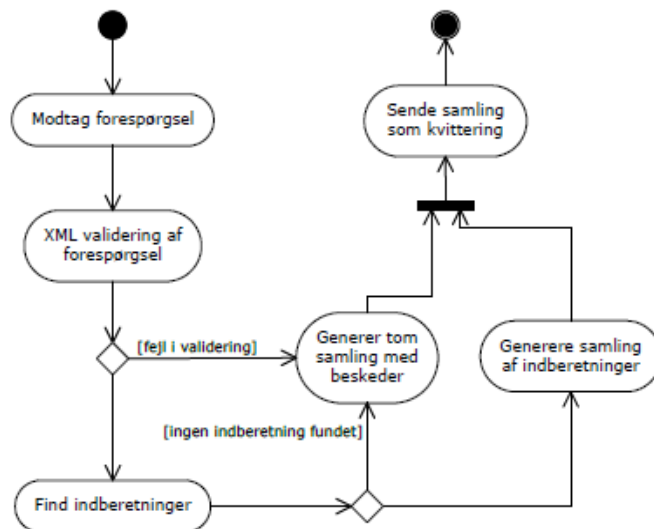 Modtag forespørgsel
Sende samling
som kvittering
XML validering af
forespørgsel
[fejl i validering]
Generer tom
samling med
beskeder
Generere samling
af indberetninger
[ingen indberetning fundet]
Find indberetninger